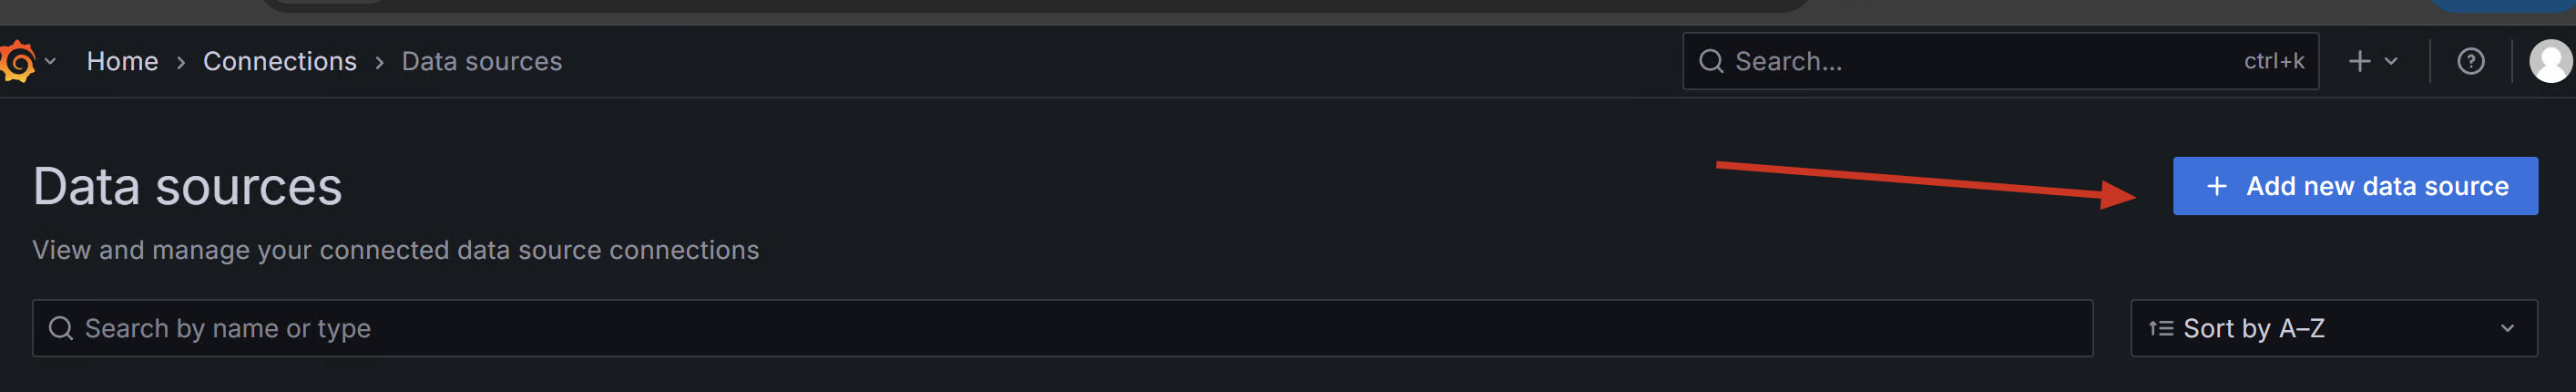 Home › Connections › Data sources
Search... ctrl+k
Data sources
+ Add new data source
View and manage your connected data source connections
Search by name or type
Sort by A–Z